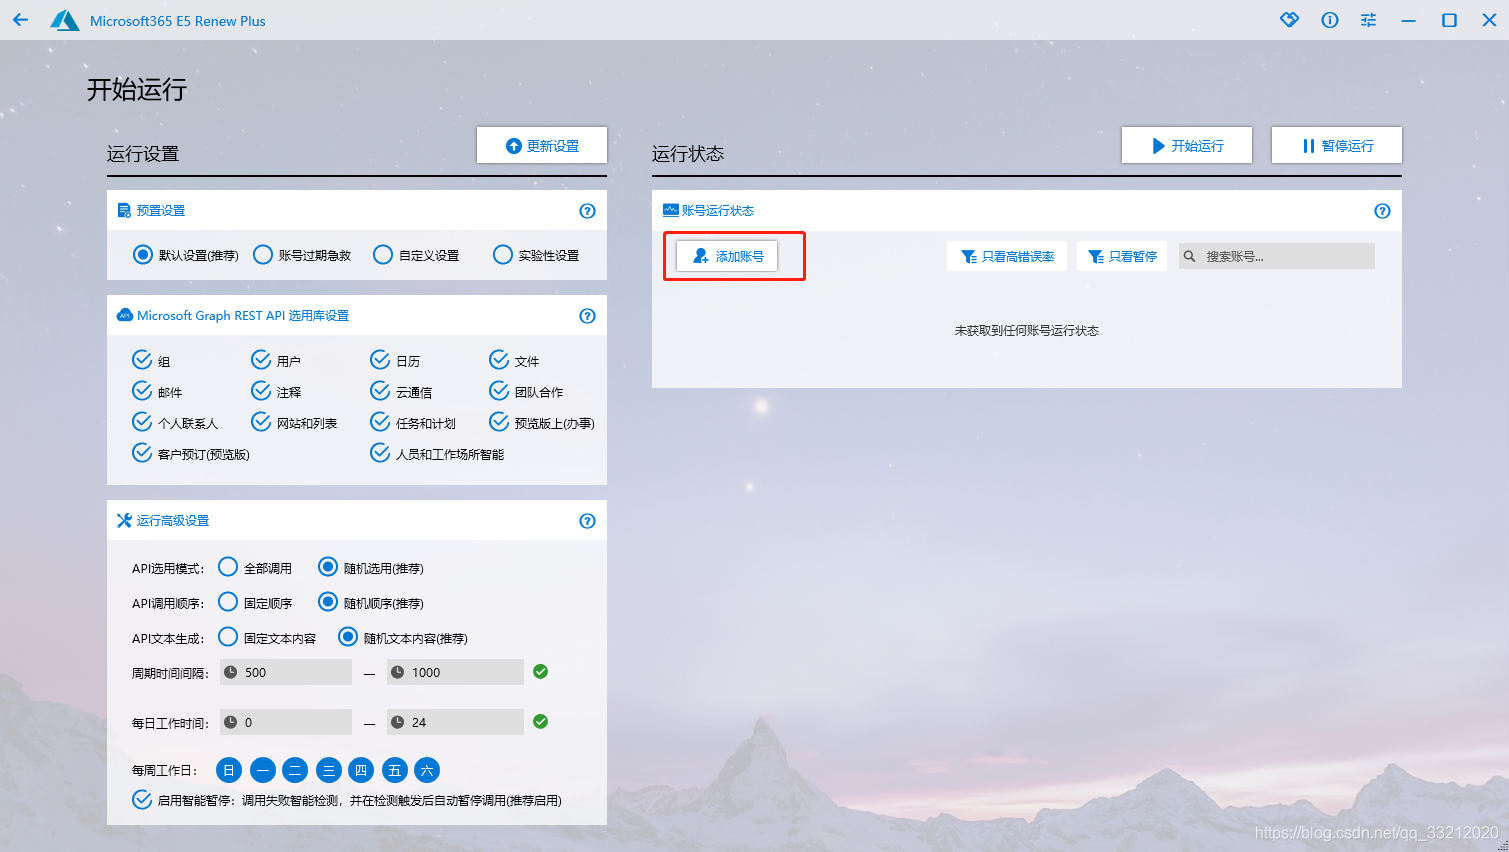 Microsoft365 E5 Renew Plus
开始运行
运行设置
更新设置
预置设置
默认设置(推荐) 账号过期急救 自定义设置 实验性设置
API Microsoft Graph REST API 选用库设置
组 用户 日历 文件
邮件 注释 云通信 团队合作
个人联系人 网站和列表 任务和计划 预览版上(办事)
客户预订(预览版) 人员和工作场所智能
运行高级设置
API选用模式: 全部调用 随机选用(推荐)
API调用顺序: 固定顺序 随机顺序(推荐)
API文本生成: 固定文本内容 随机文本内容(推荐)
周期时间间隔: 500 — 1000
每日工作时间: 0 — 24
每周工作日: 日 一 二 三 四 五 六
启用智能暂停: 调用失败智能检测, 并在检测触发后自动暂停调用(推荐启用)
运行状态
开始运行 暂停运行
账号运行状态
添加账号 只看高错误率 只看暂停 搜索账号...
未获取到任何账号运行状态
https://blog.csdn.net/qq_33212020